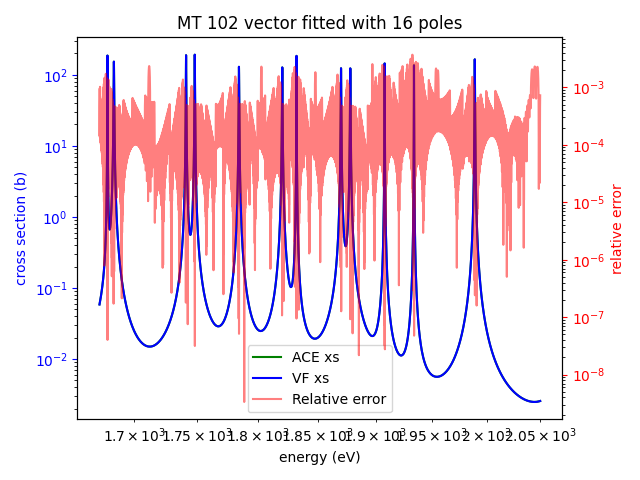 MT 102 vector fitted with 16 poles
cross section (b)
10²
10¹
10⁰
10⁻¹
10⁻²
10⁻³
10⁻⁴
10⁻⁵
10⁻⁶
10⁻⁷
10⁻⁸
relative error
ACE xs
VF xs
Relative error
1.7 × 10³ 1.75 × 10³ 1.8 × 10³ 1.85 × 10³ 1.9 × 10³ 1.95 × 10³ 2 × 10³ 2.05 × 10³
energy (eV)